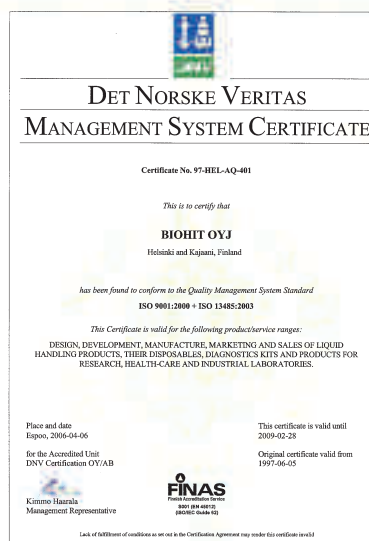 DET NORSKE VERITAS
MANAGEMENT SYSTEM CERTIFICATE
Certificate No. 97-HEL-AQ-401
This is to certify that
BIOHIT OYJ
Helsinki and Kajaani, Finland
has been found to conform to the Quality Management System Standard
ISO 9001:2000 + ISO 13485:2003
This Certificate is valid for the following product/service ranges:
DESIGN, DEVELOPMENT, MANUFACTURE, MARKETING AND SALES OF LIQUID
HANDLING PRODUCTS, THEIR DISPOSABLES, DIAGNOSTICS KITS AND PRODUCTS FOR
RESEARCH, HEALTH-CARE AND INDUSTRIAL LABORATORIES.
Place and date
Espoo, 2006-04-06
This certificate is valid until
2009-02-28
for the Accredited Unit
DNV Certification OY/AB
Original certificate valid from
1997-06-05
Kimmo Haarala
Management Representative
FINAS
Finnish Accreditation Service
S001 (EN 45012)
(ISO/IEC Guide 62)
Lack of fulfilment of conditions as set out in the Certification Agreement may render this certificate invalid